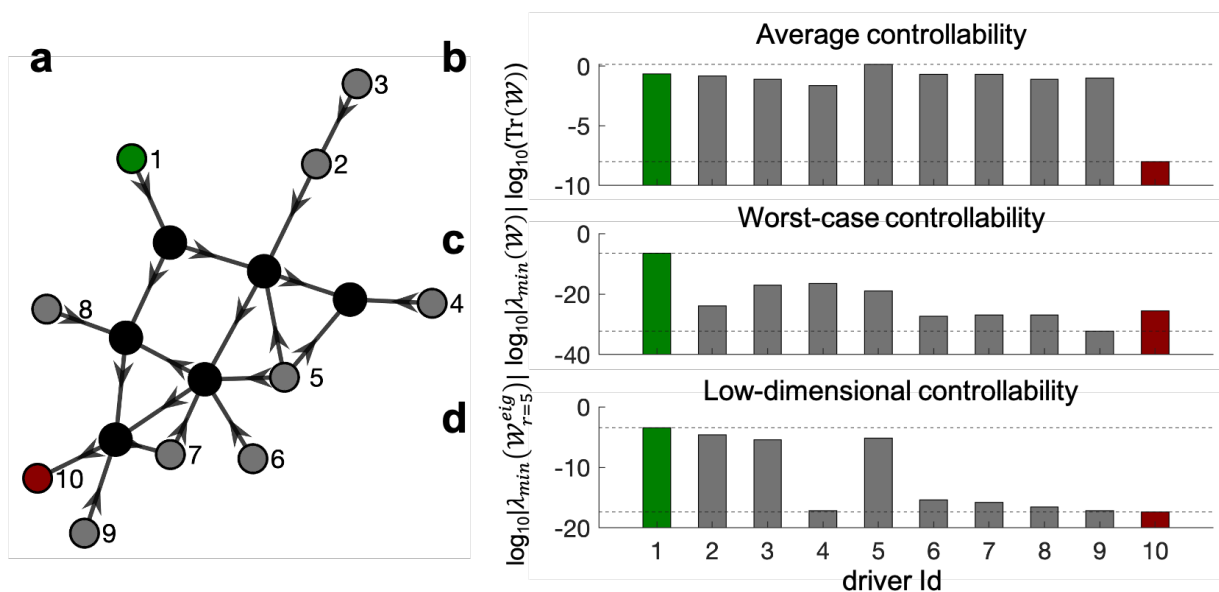 a
3
1
2
8
4
5
7
6
10
9
b
Average controllability
log₁₀(Tr(𝒲))
0
-5
-10
c
Worst-case controllability
log₁₀|λₘᵢₙ(𝒲)|
0
-20
-40
d
Low-dimensional controllability
log₁₀|λₘᵢₙ(𝒲ᵣ₌₅ᵉⁱᵍ)|
0
-10
-20
1 2 3 4 5 6 7 8 9 10
driver Id